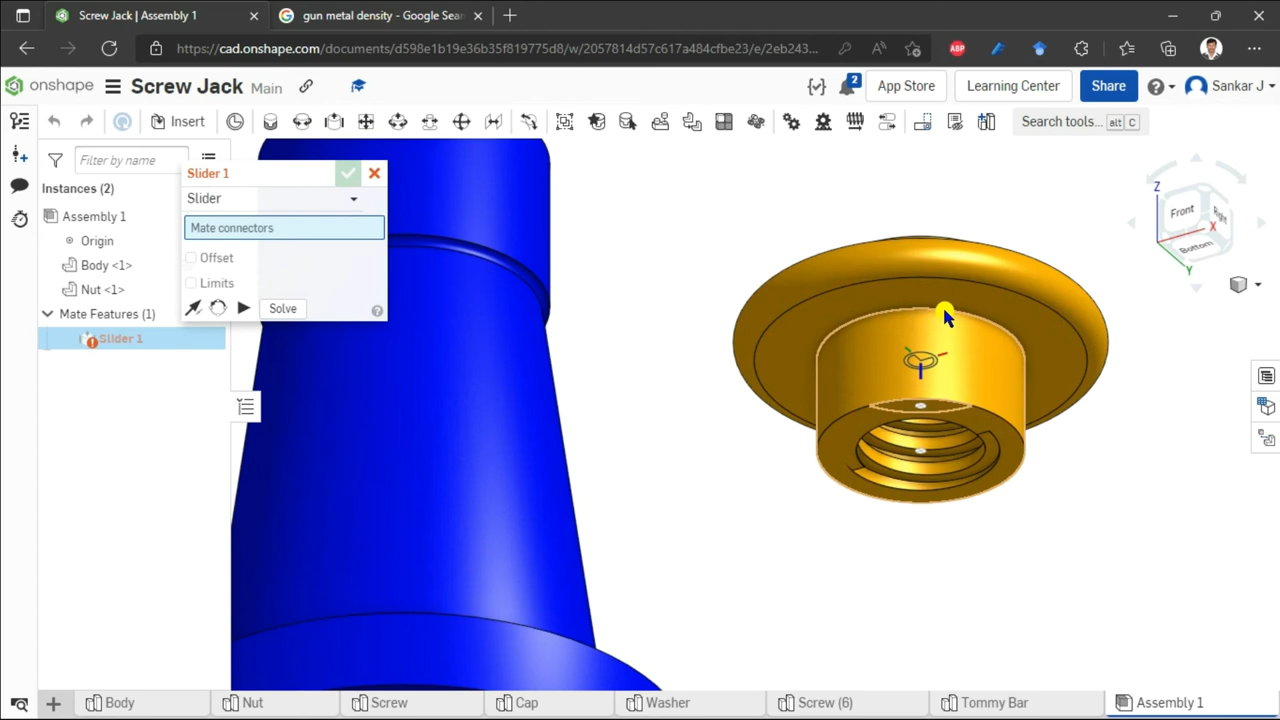 Screw Jack | Assembly 1
gun metal density - Google Sear
https://cad.onshape.com/documents/d598e1b19e36b35f819775d8/w/2057814d57c617a484cfbe23/e/2eb243...
ABP
onshape
Screw Jack Main
2
App Store
Learning Center
Share
Sankar J
Insert
Search tools... alt C
Filter by name
Instances (2)
Assembly 1
Origin
Body <1>
Nut <1>
Mate Features (1)
Slider 1
Slider 1
Slider
Mate connectors
Offset
Limits
Solve
Z
Front
Right
X
Bottom
Y
Body
Nut
Screw
Cap
Washer
Screw (6)
Tommy Bar
Assembly 1